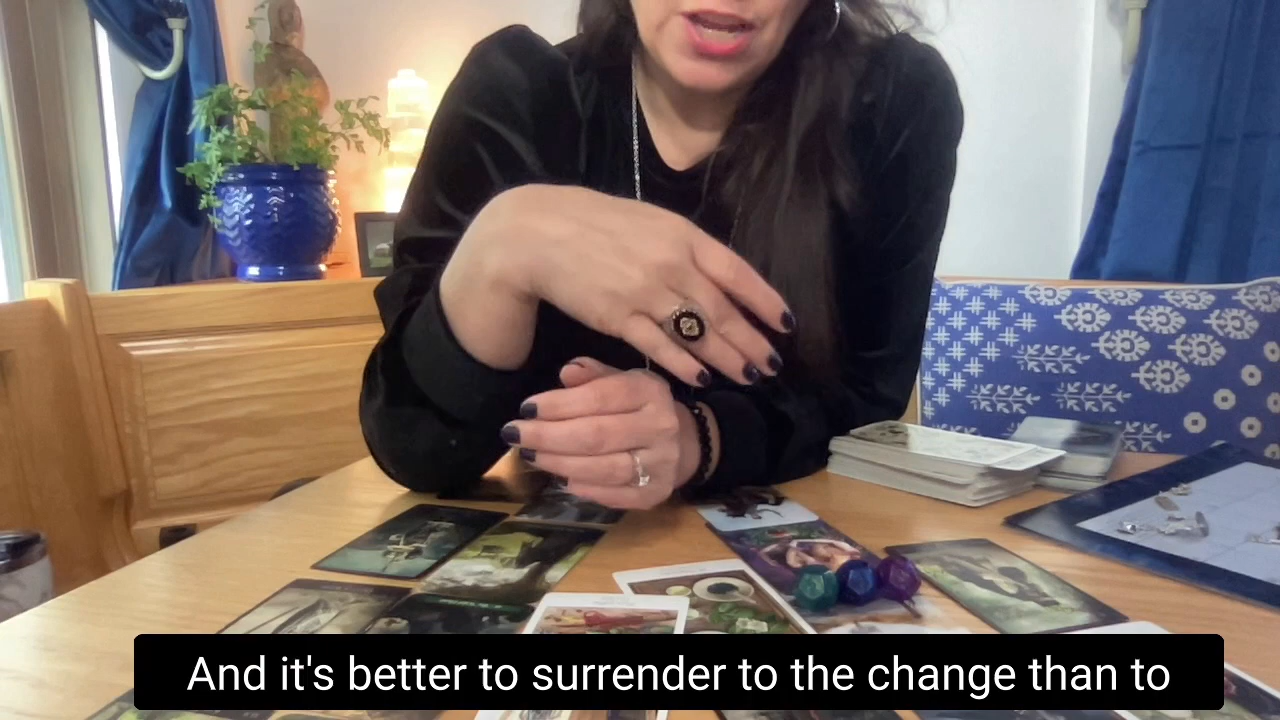 And it's better to surrender to the change than to